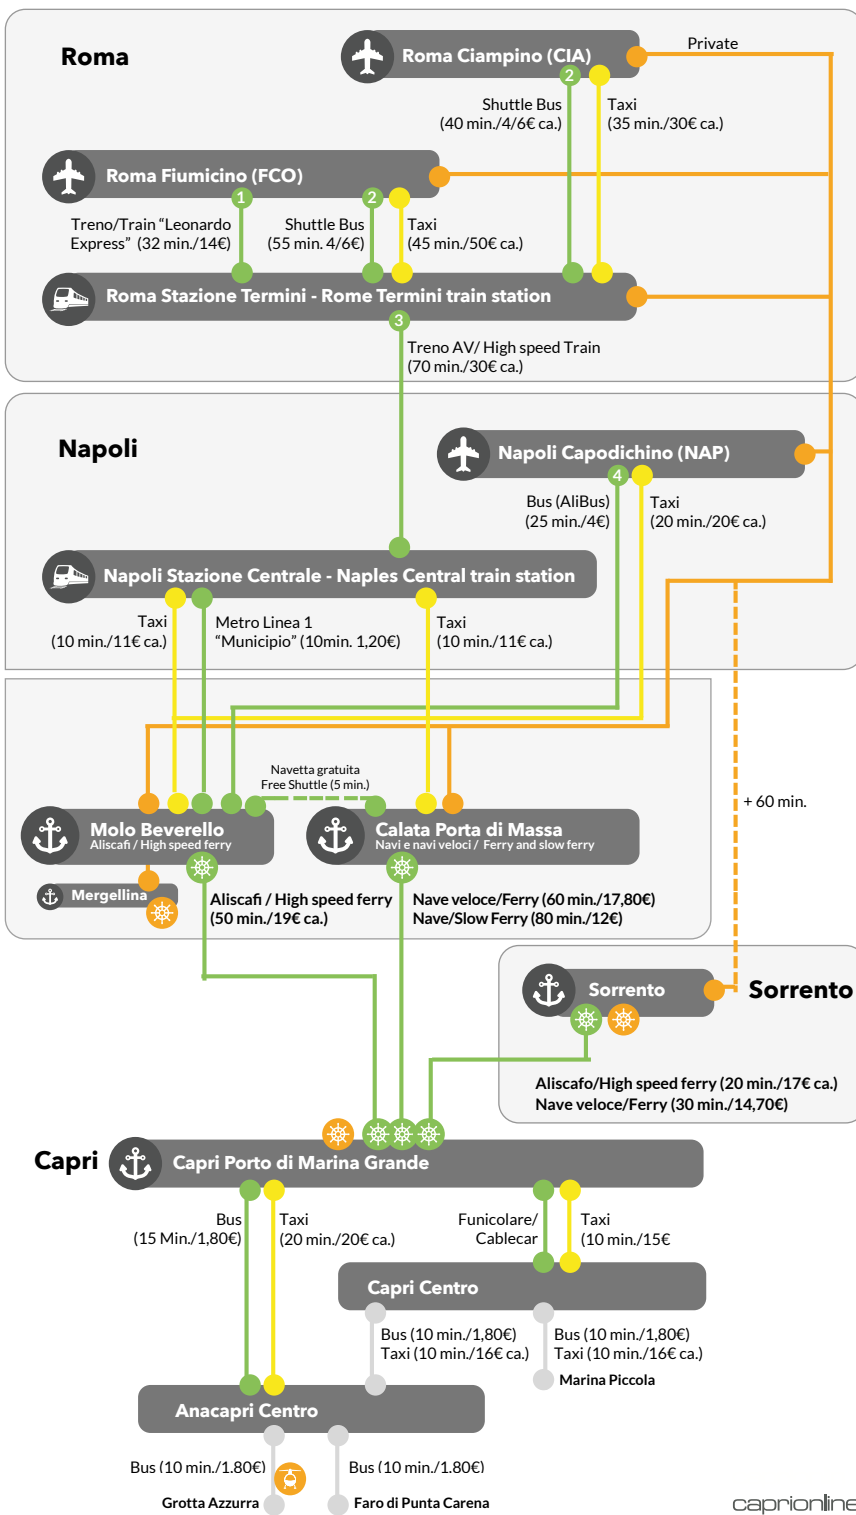 Roma
Roma Ciampino (CIA)
Private
2
Shuttle Bus
(40 min./4/6€ ca.)
Taxi
(35 min./30€ ca.)
Roma Fiumicino (FCO)
1
2
Treno/Train “Leonardo
Express” (32 min./14€)
Shuttle Bus
(55 min. 4/6€)
Taxi
(45 min./50€ ca.)
Roma Stazione Termini - Rome Termini train station
3
Treno AV/ High speed Train
(70 min./30€ ca.)
Napoli
Napoli Capodichino (NAP)
4
Bus (AliBus)
(25 min./4€)
Taxi
(20 min./20€ ca.)
Napoli Stazione Centrale - Naples Central train station
Taxi
(10 min./11€ ca.)
Metro Linea 1
“Municipio” (10min. 1,20€)
Taxi
(10 min./11€ ca.)
Navetta gratuita
Free Shuttle (5 min.)
+ 60 min.
Molo Beverello
Aliscafi / High speed ferry
Calata Porta di Massa
Navi e navi veloci / Ferry and slow ferry
Mergellina
Aliscafi / High speed ferry
(50 min./19€ ca.)
Nave veloce/Ferry (60 min./17,80€)
Nave/Slow Ferry (80 min./12€)
Sorrento
Sorrento
Aliscafo/High speed ferry (20 min./17€ ca.)
Nave veloce/Ferry (30 min./14,70€)
Capri
Capri Porto di Marina Grande
Bus
(15 Min./1,80€)
Taxi
(20 min./20€ ca.)
Funicolare/
Cablecar
Taxi
(10 min./15€
Capri Centro
Bus (10 min./1,80€)
Taxi (10 min./16€ ca.)
Bus (10 min./1,80€)
Taxi (10 min./16€ ca.)
Marina Piccola
Anacapri Centro
Bus (10 min./1.80€)
Bus (10 min./1.80€)
Grotta Azzurra
Faro di Punta Carena
caprionline